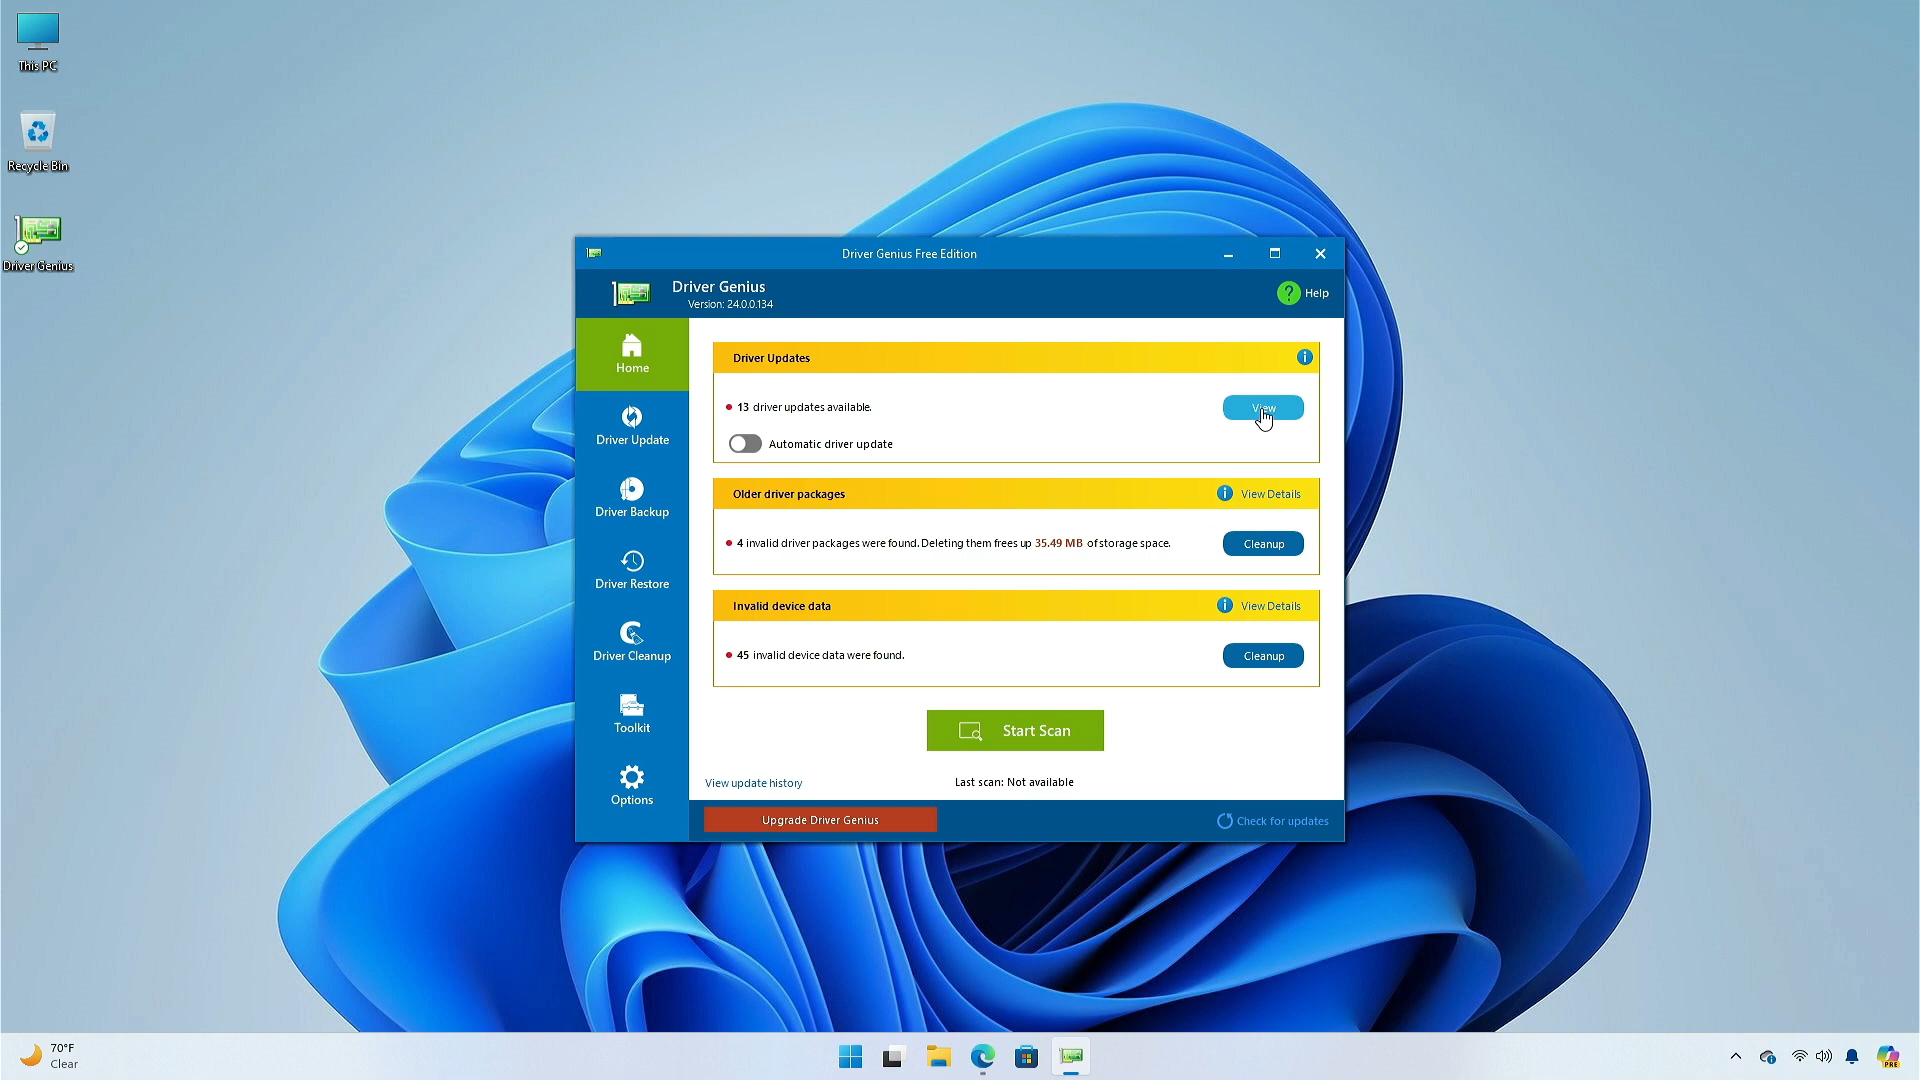 This PC
Recycle Bin
Driver Genius
Driver Genius Free Edition
Driver Genius
Version: 24.0.0.134
Help
Home
Driver Update
Driver Backup
Driver Restore
Driver Cleanup
Toolkit
Options
Driver Updates
13 driver updates available.
View
Automatic driver update
Older driver packages
View Details
4 invalid driver packages were found. Deleting them frees up 35.49 MB of storage space.
Cleanup
Invalid device data
View Details
45 invalid device data were found.
Cleanup
Start Scan
View update history
Last scan: Not available
Upgrade Driver Genius
Check for updates
70°F
Clear
PRE